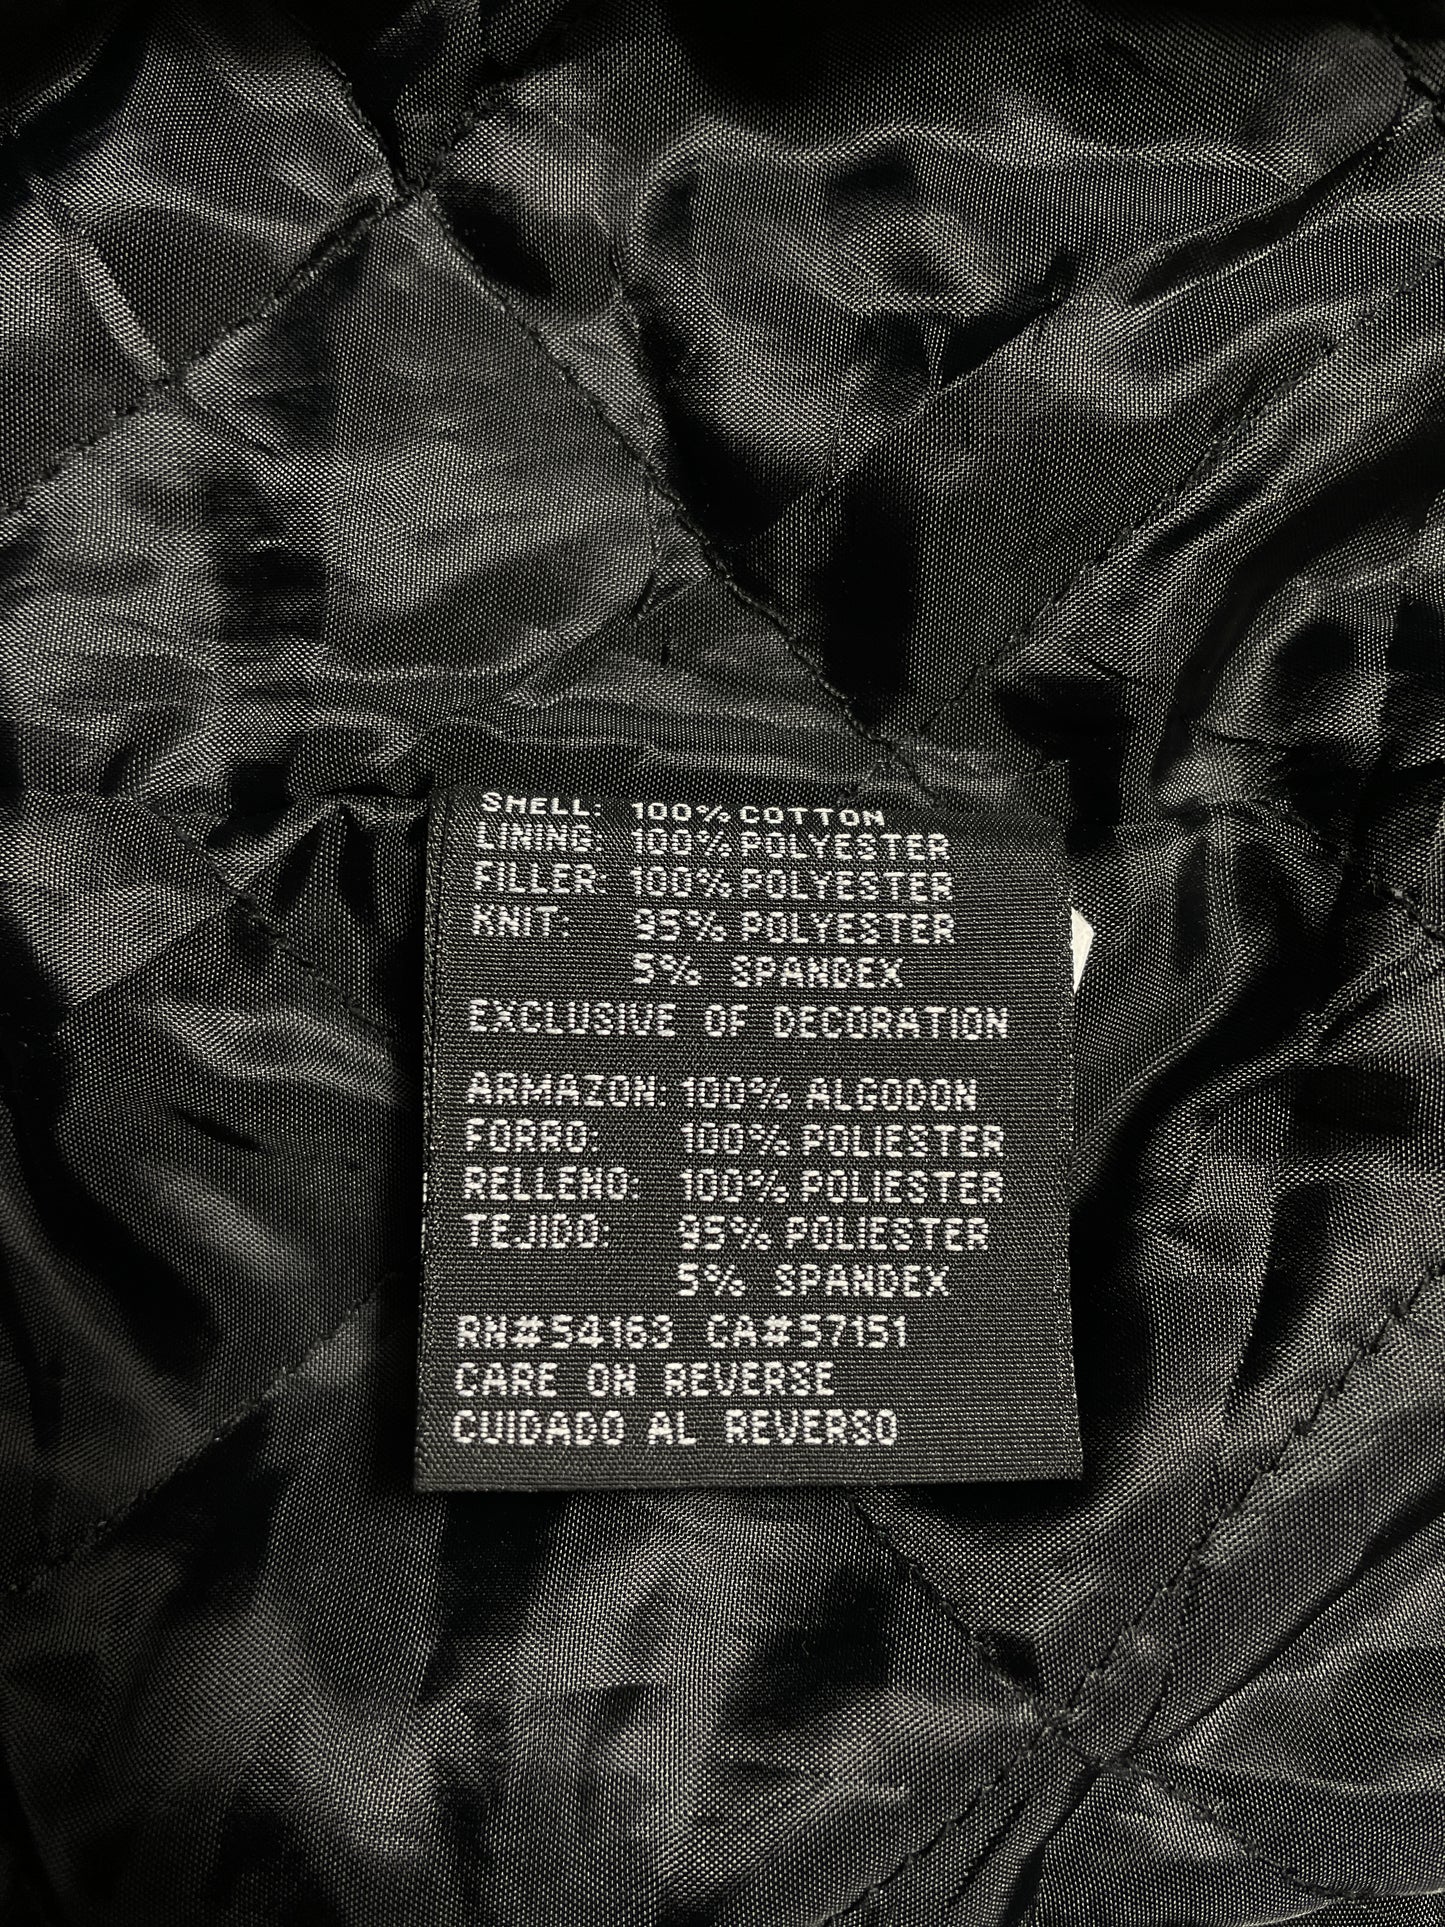 SHELL: 100% COTTON
LINING: 100% POLYESTER
FILLER: 100% POLYESTER
KNIT: 95% POLYESTER
5% SPANDEX
EXCLUSIVE OF DECORATION
ARMAZON: 100% ALGODON
FORRO: 100% POLIESTER
RELLENO: 100% POLIESTER
TEJIDO: 95% POLIESTER
5% SPANDEX
RN#54163 CA#57151
CARE ON REVERSE
CUIDADO AL REVERSO